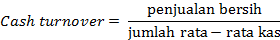 Cash turnover = penjualan bersih / jumlah rata − rata kas